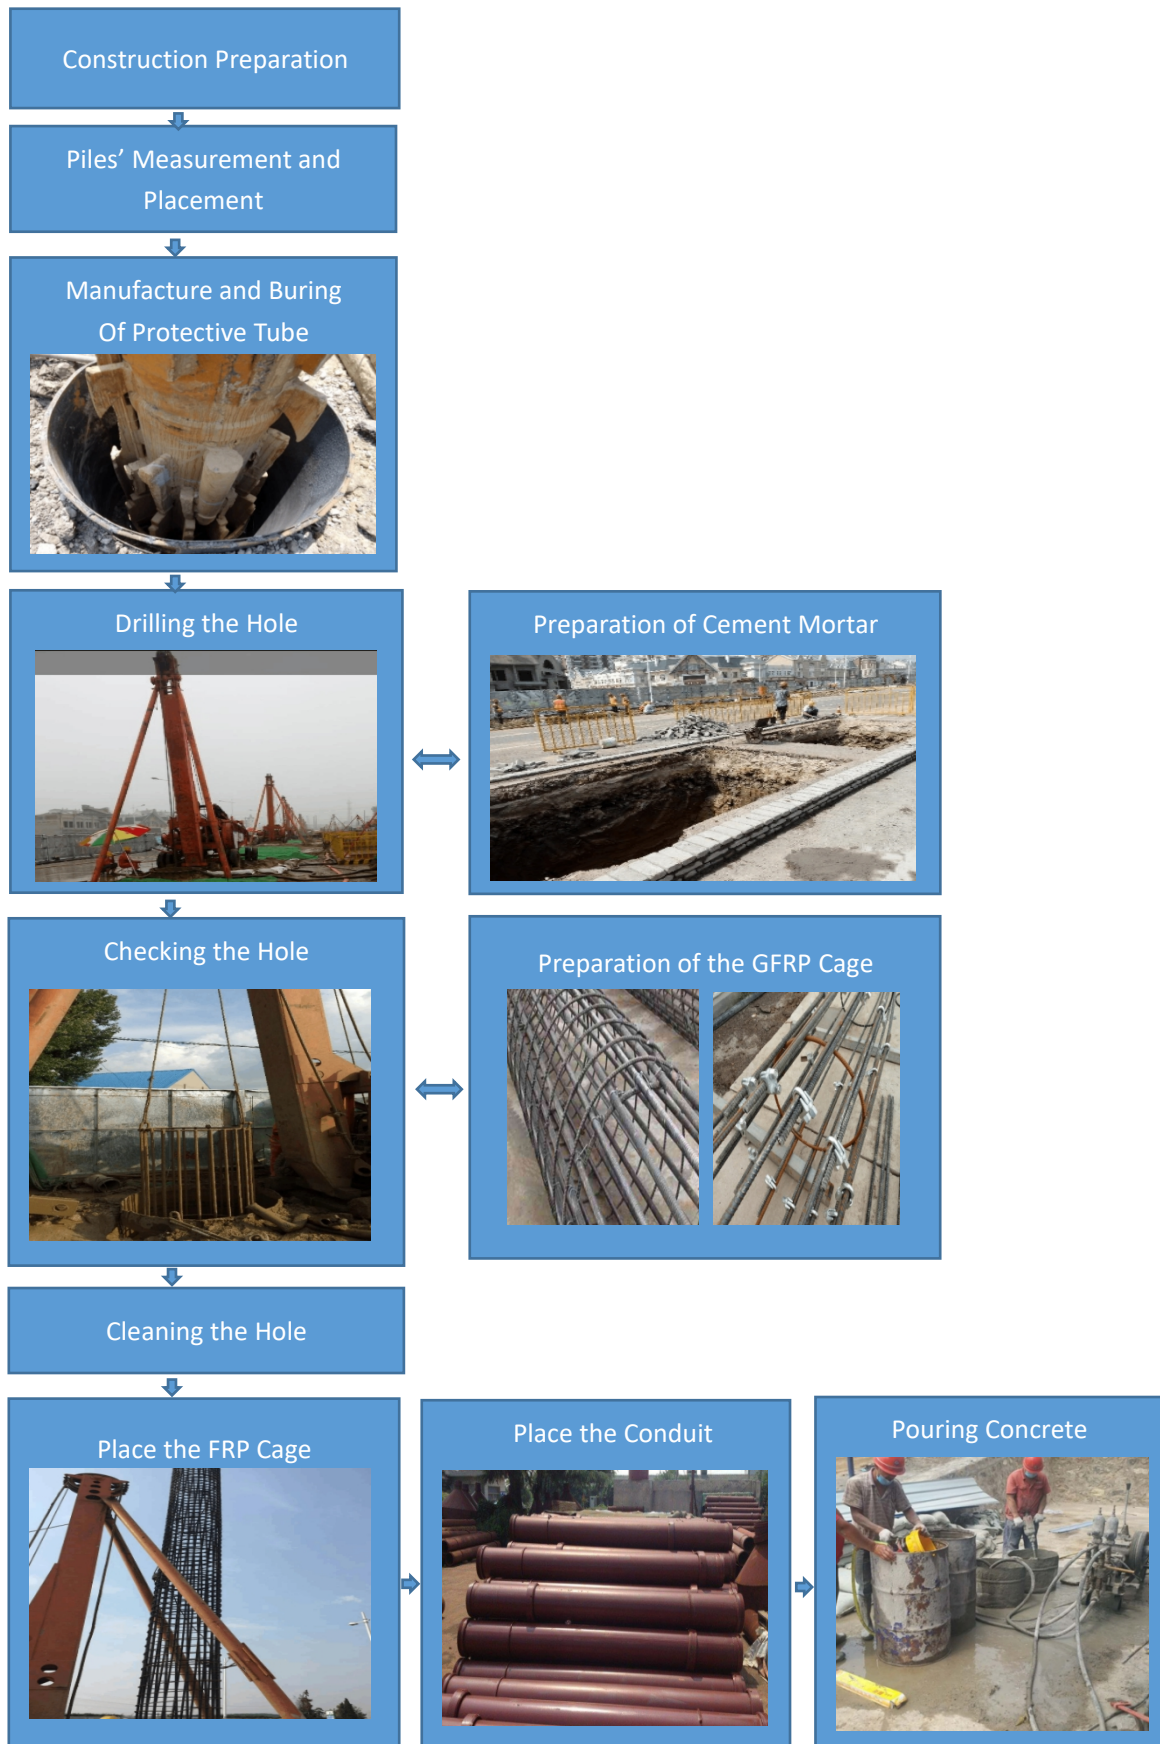 Construction Preparation
Piles’ Measurement and
Placement
Manufacture and Buring
Of Protective Tube
Drilling the Hole
Preparation of Cement Mortar
Checking the Hole
Preparation of the GFRP Cage
Cleaning the Hole
Place the FRP Cage
Place the Conduit
Pouring Concrete